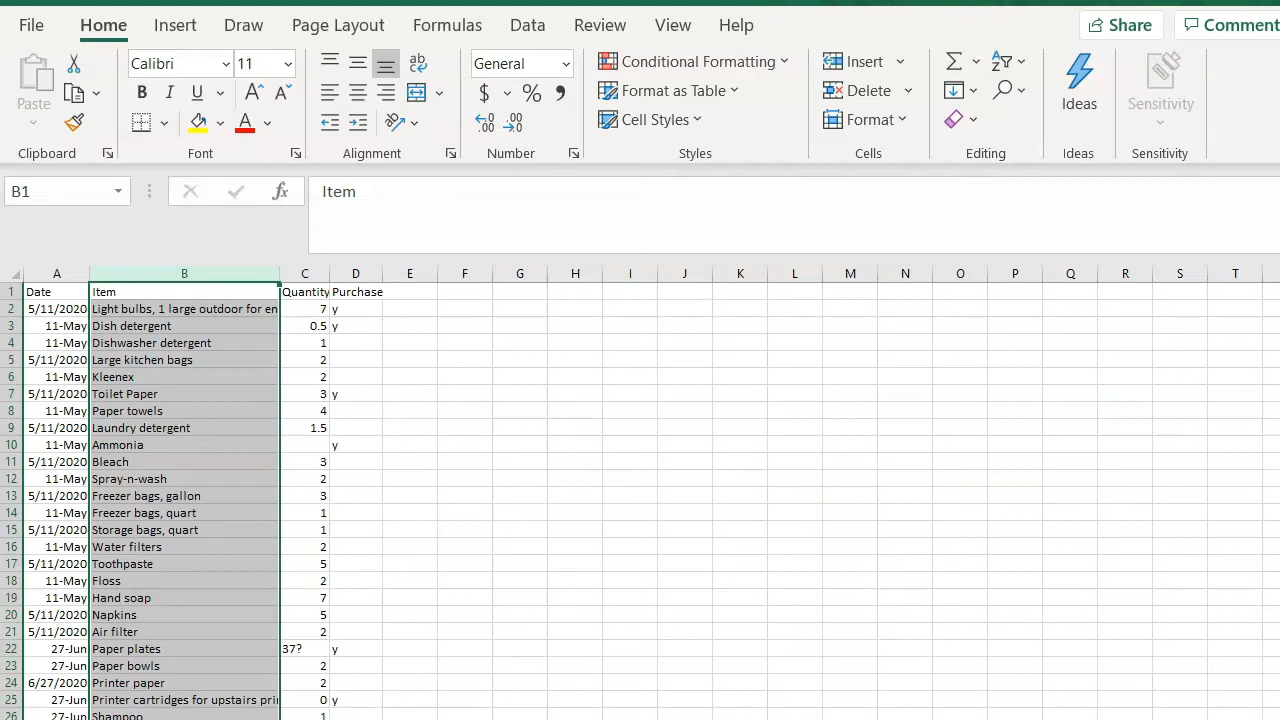 File Home Insert Draw Page Layout Formulas Data Review View Help Share Comment
Calibri 11 General Conditional Formatting Insert
Paste B I U $ % Format as Table Delete Ideas Sensitivity
Cell Styles Format
Clipboard Font Alignment Number Styles Cells Editing Ideas Sensitivity
B1 fx Item
A B C D E F G H I J K L M N O P Q R S T
1 Date Item Quantity Purchase
2 5/11/2020 Light bulbs, 1 large outdoor for en 7 y
3 11-May Dish detergent 0.5 y
4 11-May Dishwasher detergent 1
5 5/11/2020 Large kitchen bags 2
6 11-May Kleenex 2
7 5/11/2020 Toilet Paper 3 y
8 11-May Paper towels 4
9 5/11/2020 Laundry detergent 1.5
10 11-May Ammonia y
11 5/11/2020 Bleach 3
12 11-May Spray-n-wash 2
13 5/11/2020 Freezer bags, gallon 3
14 11-May Freezer bags, quart 1
15 5/11/2020 Storage bags, quart 1
16 11-May Water filters 2
17 5/11/2020 Toothpaste 5
18 11-May Floss 2
19 11-May Hand soap 7
20 5/11/2020 Napkins 5
21 5/11/2020 Air filter 2
22 27-Jun Paper plates 37? y
23 27-Jun Paper bowls 2
24 6/27/2020 Printer paper 2
25 27-Jun Printer cartridges for upstairs pri 0 y
26 27-Jun Shampoo 1